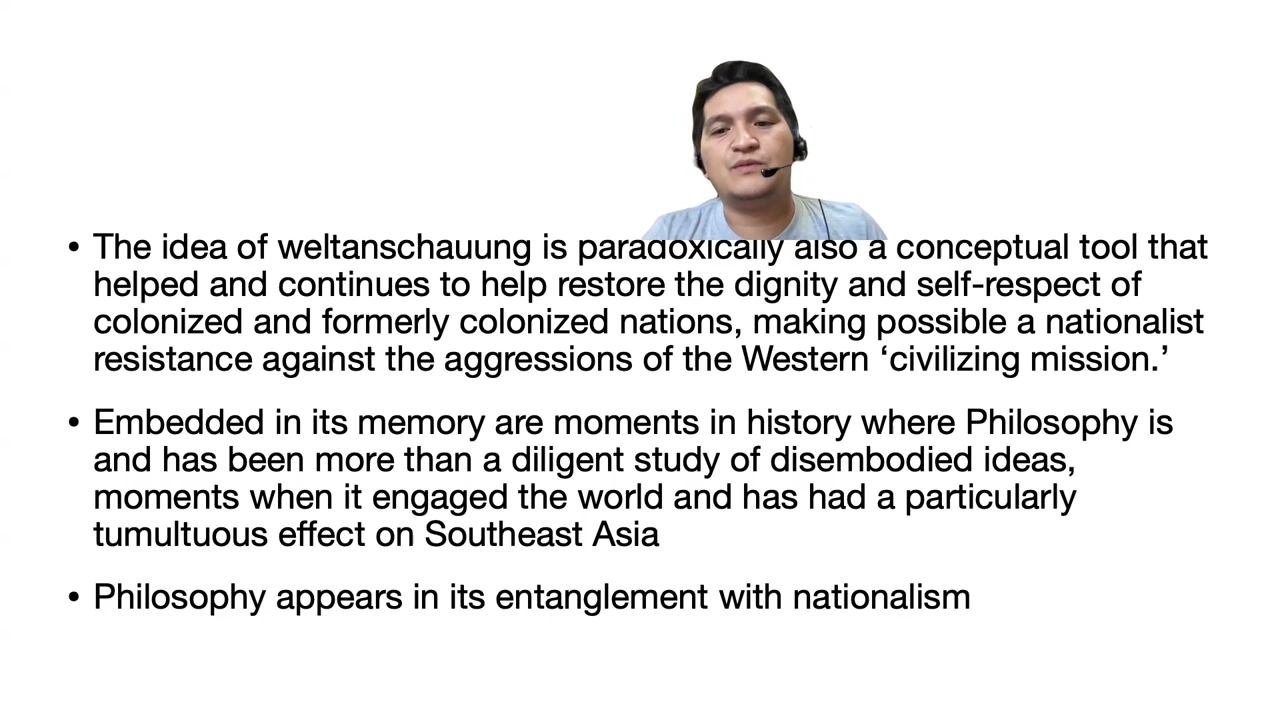 • The idea of weltanschauung is paradoxically also a conceptual tool that
helped and continues to help restore the dignity and self-respect of
colonized and formerly colonized nations, making possible a nationalist
resistance against the aggressions of the Western ‘civilizing mission.’
• Embedded in its memory are moments in history where Philosophy is
and has been more than a diligent study of disembodied ideas,
moments when it engaged the world and has had a particularly
tumultuous effect on Southeast Asia
• Philosophy appears in its entanglement with nationalism